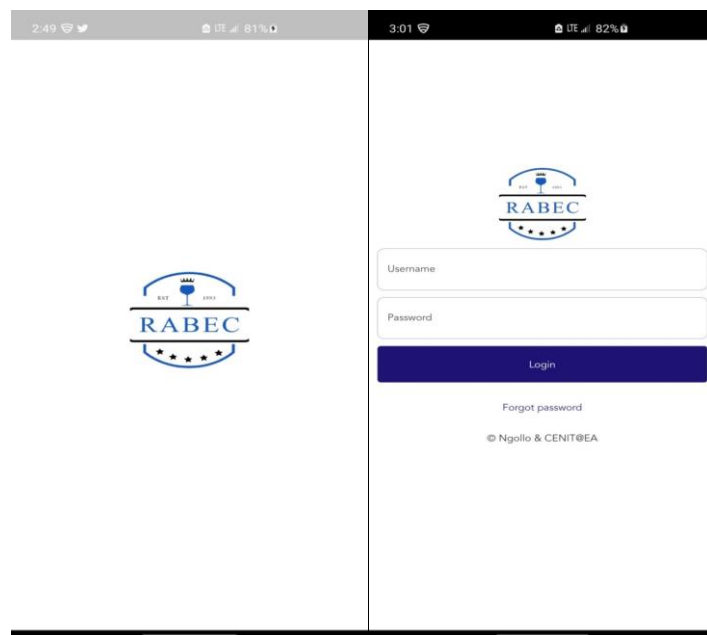 2:49 LTE 81%
EST 1993
RABEC
3:01 LTE 82%
EST 1993
RABEC
Username
Password
Login
Forgot password
© Ngollo & CENIT@EA